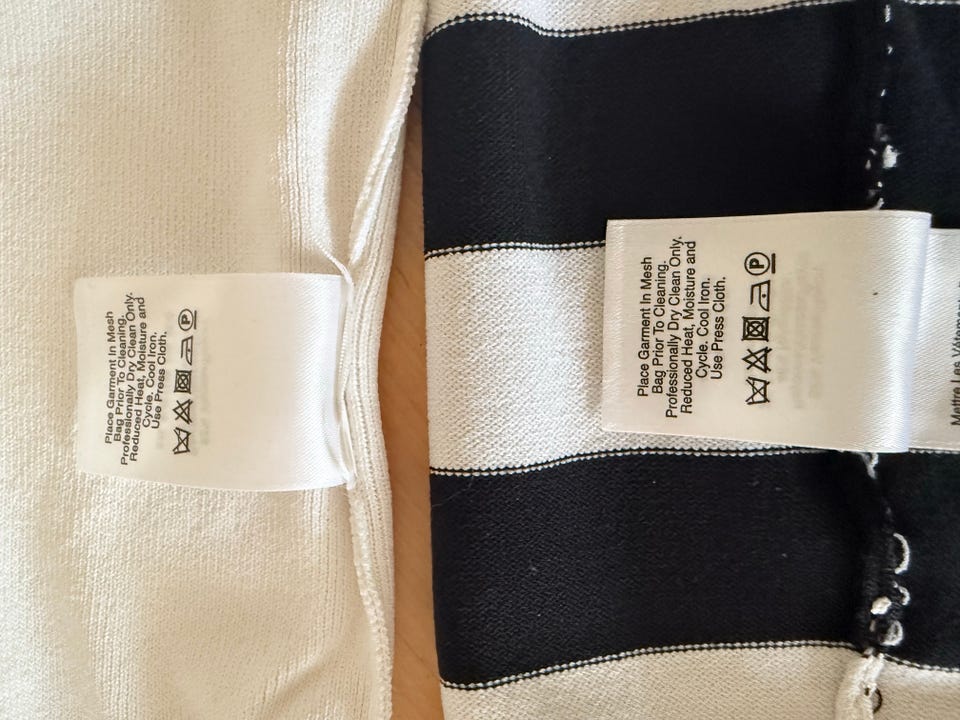 Place Garment In Mesh
Bag Prior To Cleaning.
Professionally Dry Clean Only.
Reduced Heat, Moisture and
Cycle. Cool Iron.
Use Press Cloth.
P
Place Garment In Mesh
Bag Prior To Cleaning.
Professionally Dry Clean Only.
Reduced Heat, Moisture and
Cycle. Cool Iron.
Use Press Cloth.
P
Mettre Les